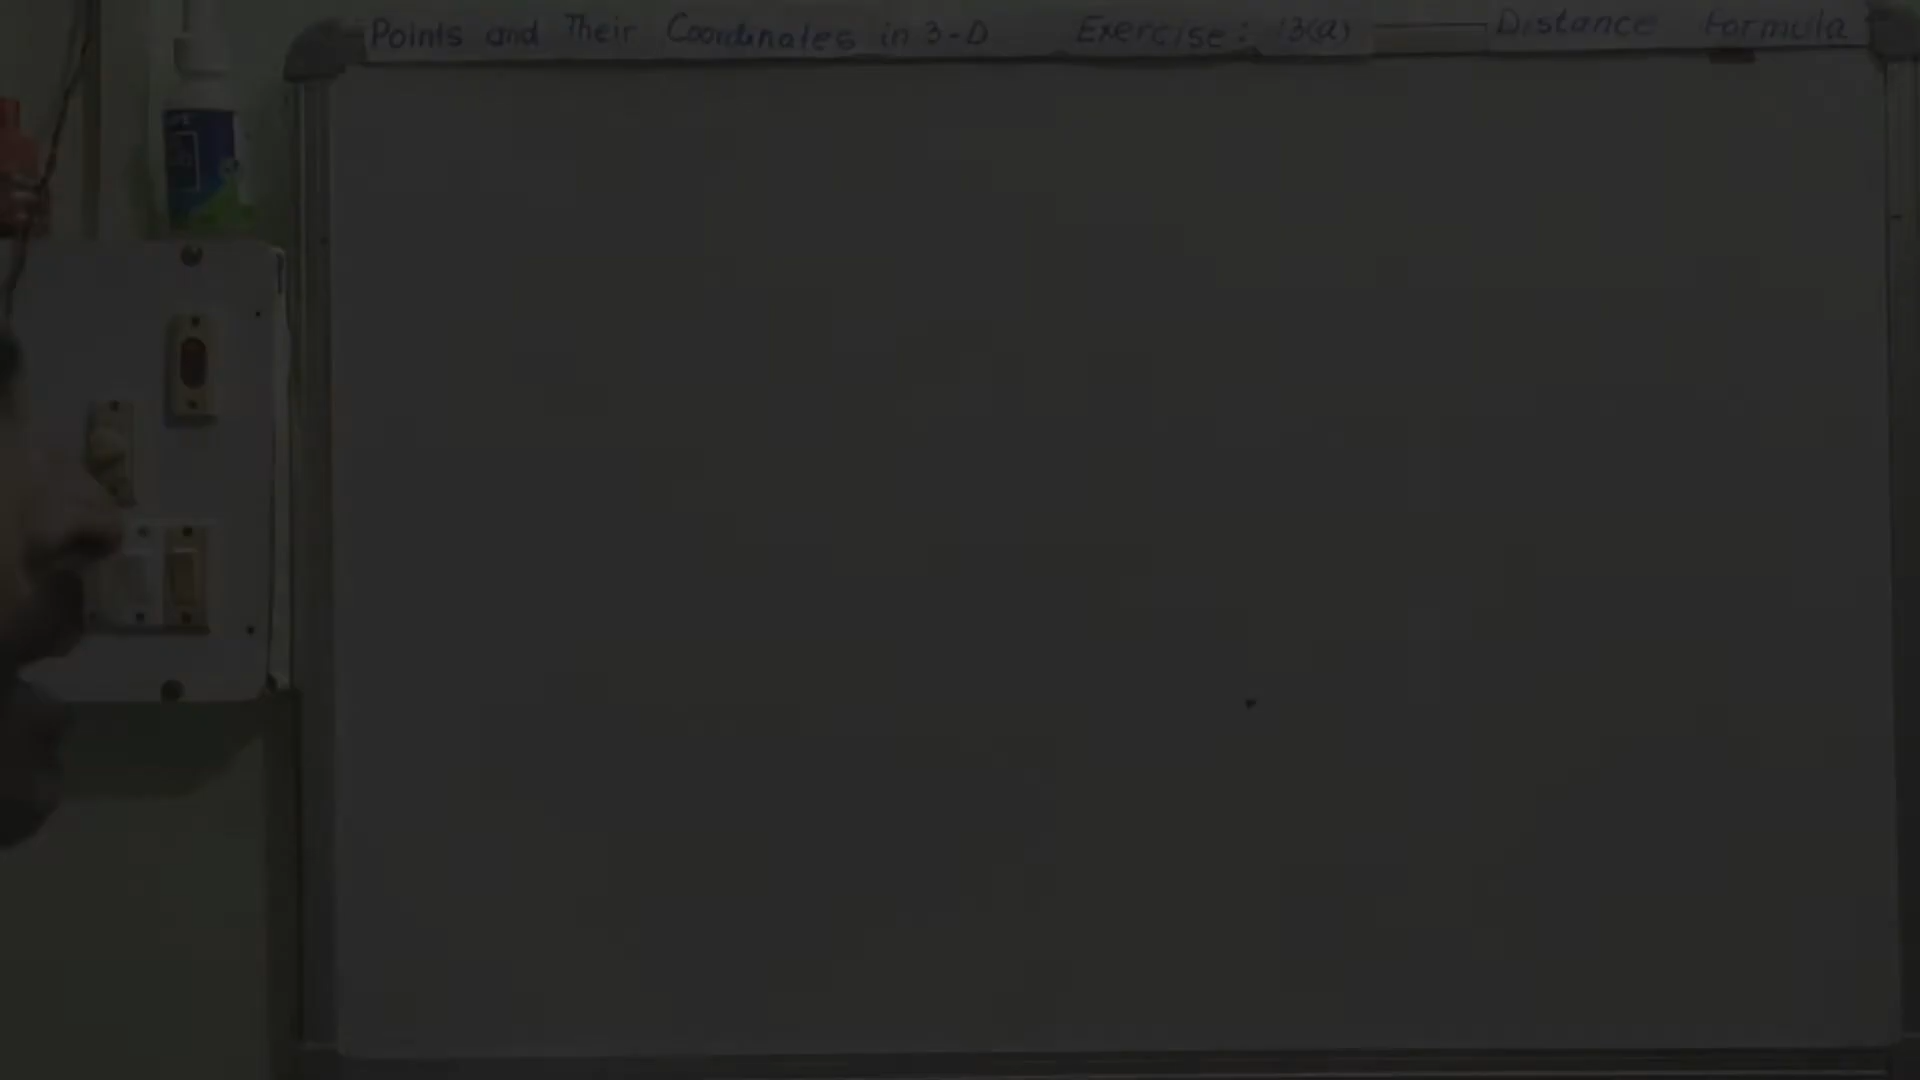 Points and Their Coordinates in 3-D Exercise: 13(a) Distance Formula